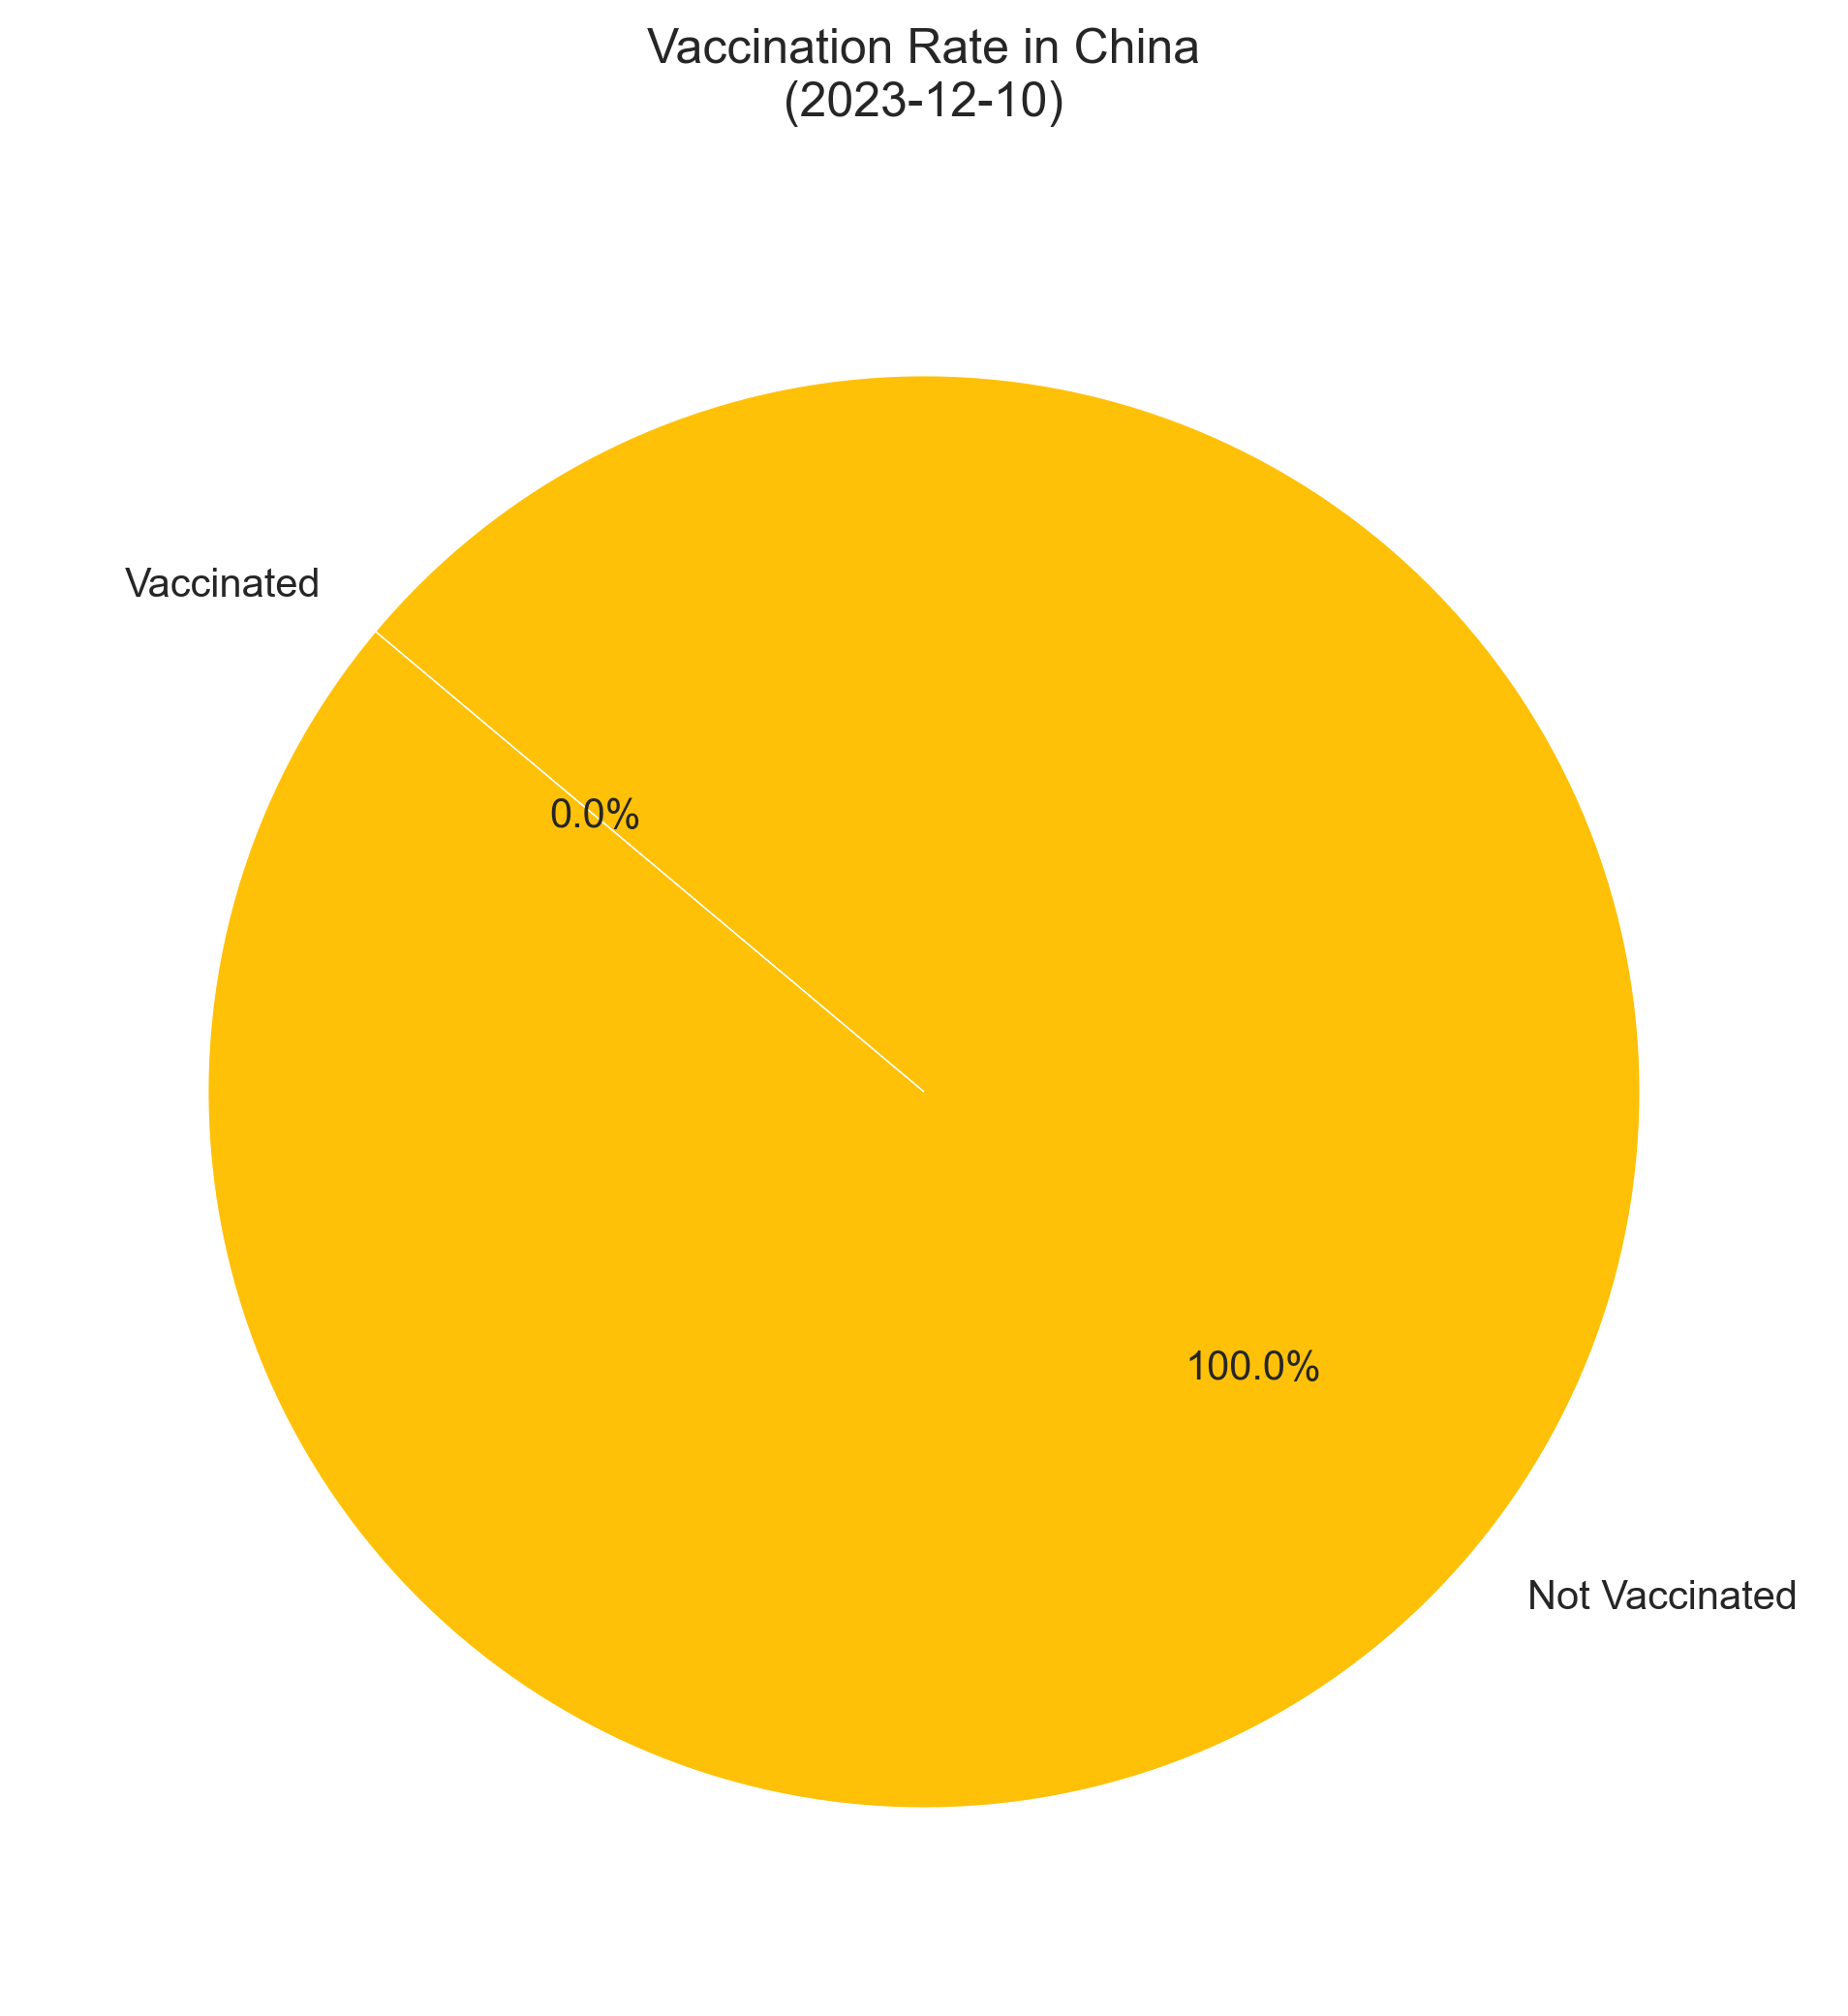 Vaccination Rate in China
(2023-12-10)
Vaccinated
0.0%
100.0%
Not Vaccinated